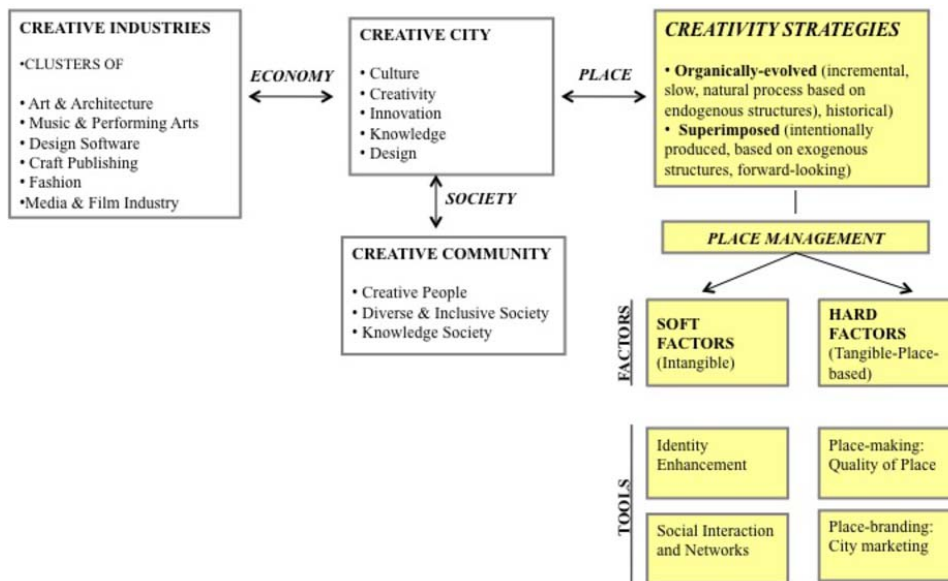 CREATIVE INDUSTRIES
•CLUSTERS OF
• Art & Architecture
• Music & Performing Arts
• Design Software
• Craft Publishing
• Fashion
•Media & Film Industry
ECONOMY
CREATIVE CITY
• Culture
• Creativity
• Innovation
• Knowledge
• Design
PLACE
CREATIVITY STRATEGIES
• Organically-evolved (incremental,
slow, natural process based on
endogenous structures), historical)
• Superimposed (intentionally
produced, based on exogenous
structures, forward-looking)
SOCIETY
CREATIVE COMMUNITY
• Creative People
• Diverse & Inclusive Society
• Knowledge Society
PLACE MANAGEMENT
FACTORS
SOFT
FACTORS
(Intangible)
HARD
FACTORS
(Tangible-Place-
based)
TOOLS
Identity
Enhancement
Place-making:
Quality of Place
Social Interaction
and Networks
Place-branding:
City marketing